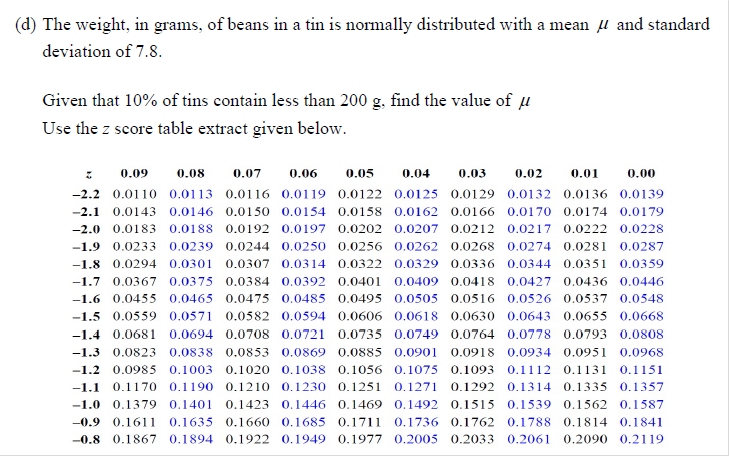 (d) The weight, in grams, of beans in a tin is normally distributed with a mean μ and standard
deviation of 7.8.
Given that 10% of tins contain less than 200 g, find the value of μ
Use the z score table extract given below.
z 0.09 0.08 0.07 0.06 0.05 0.04 0.03 0.02 0.01 0.00
−2.2 0.0110 0.0113 0.0116 0.0119 0.0122 0.0125 0.0129 0.0132 0.0136 0.0139
−2.1 0.0143 0.0146 0.0150 0.0154 0.0158 0.0162 0.0166 0.0170 0.0174 0.0179
−2.0 0.0183 0.0188 0.0192 0.0197 0.0202 0.0207 0.0212 0.0217 0.0222 0.0228
−1.9 0.0233 0.0239 0.0244 0.0250 0.0256 0.0262 0.0268 0.0274 0.0281 0.0287
−1.8 0.0294 0.0301 0.0307 0.0314 0.0322 0.0329 0.0336 0.0344 0.0351 0.0359
−1.7 0.0367 0.0375 0.0384 0.0392 0.0401 0.0409 0.0418 0.0427 0.0436 0.0446
−1.6 0.0455 0.0465 0.0475 0.0485 0.0495 0.0505 0.0516 0.0526 0.0537 0.0548
−1.5 0.0559 0.0571 0.0582 0.0594 0.0606 0.0618 0.0630 0.0643 0.0655 0.0668
−1.4 0.0681 0.0694 0.0708 0.0721 0.0735 0.0749 0.0764 0.0778 0.0793 0.0808
−1.3 0.0823 0.0838 0.0853 0.0869 0.0885 0.0901 0.0918 0.0934 0.0951 0.0968
−1.2 0.0985 0.1003 0.1020 0.1038 0.1056 0.1075 0.1093 0.1112 0.1131 0.1151
−1.1 0.1170 0.1190 0.1210 0.1230 0.1251 0.1271 0.1292 0.1314 0.1335 0.1357
−1.0 0.1379 0.1401 0.1423 0.1446 0.1469 0.1492 0.1515 0.1539 0.1562 0.1587
−0.9 0.1611 0.1635 0.1660 0.1685 0.1711 0.1736 0.1762 0.1788 0.1814 0.1841
−0.8 0.1867 0.1894 0.1922 0.1949 0.1977 0.2005 0.2033 0.2061 0.2090 0.2119